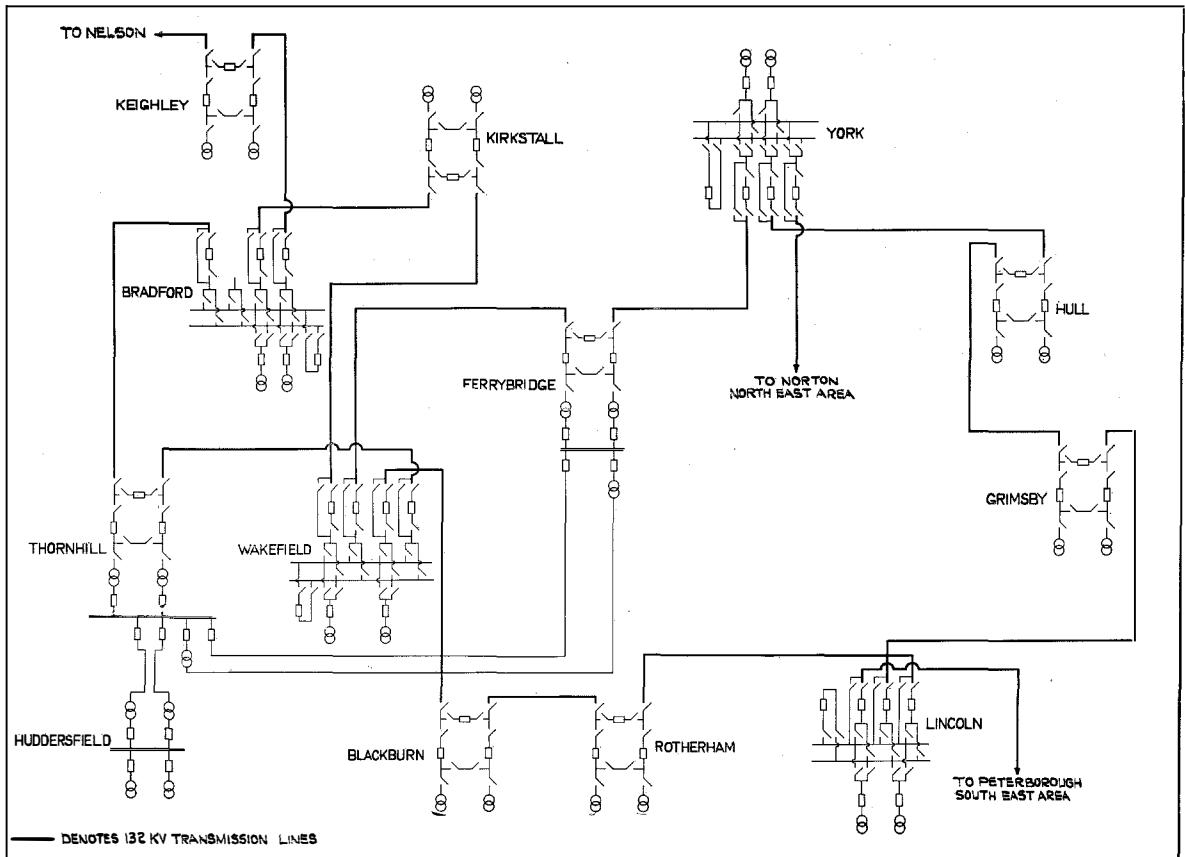 TO NELSON
KEIGHLEY
KIRKSTALL
YORK
BRADFORD
HULL
FERRYBRIDGE
TO NORTON
NORTH EAST AREA
GRIMSBY
THORNHILL
WAKEFIELD
HUDDERSFIELD
BLACKBURN
ROTHERHAM
LINCOLN
TO PETERBOROUGH
SOUTH EAST AREA
DENOTES 132 KV TRANSMISSION LINES